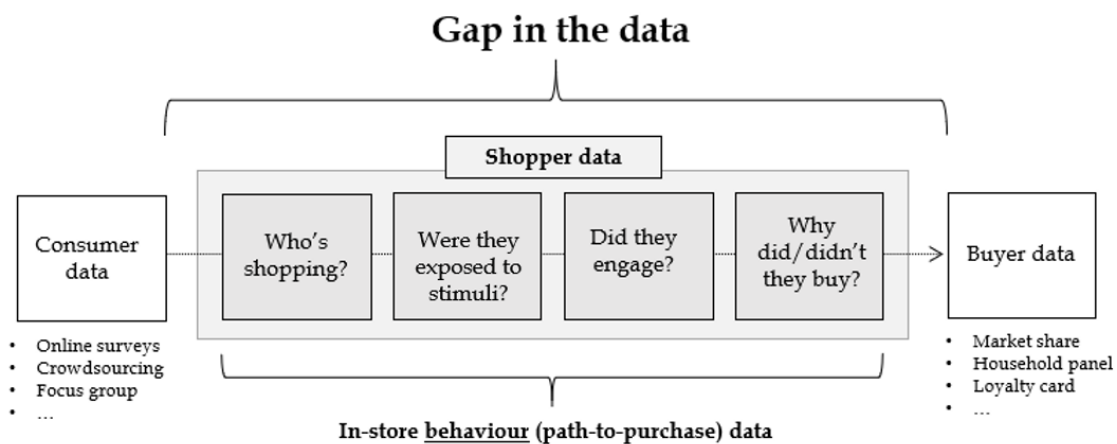 Gap in the data
Shopper data
Consumer
data
Who's
shopping?
Were they
exposed to
stimuli?
Did they
engage?
Why
did/didn't
they buy?
Buyer data
• Online surveys
• Crowdsourcing
• Focus group
• ...
• Market share
• Household panel
• Loyalty card
• ...
In-store behaviour (path-to-purchase) data